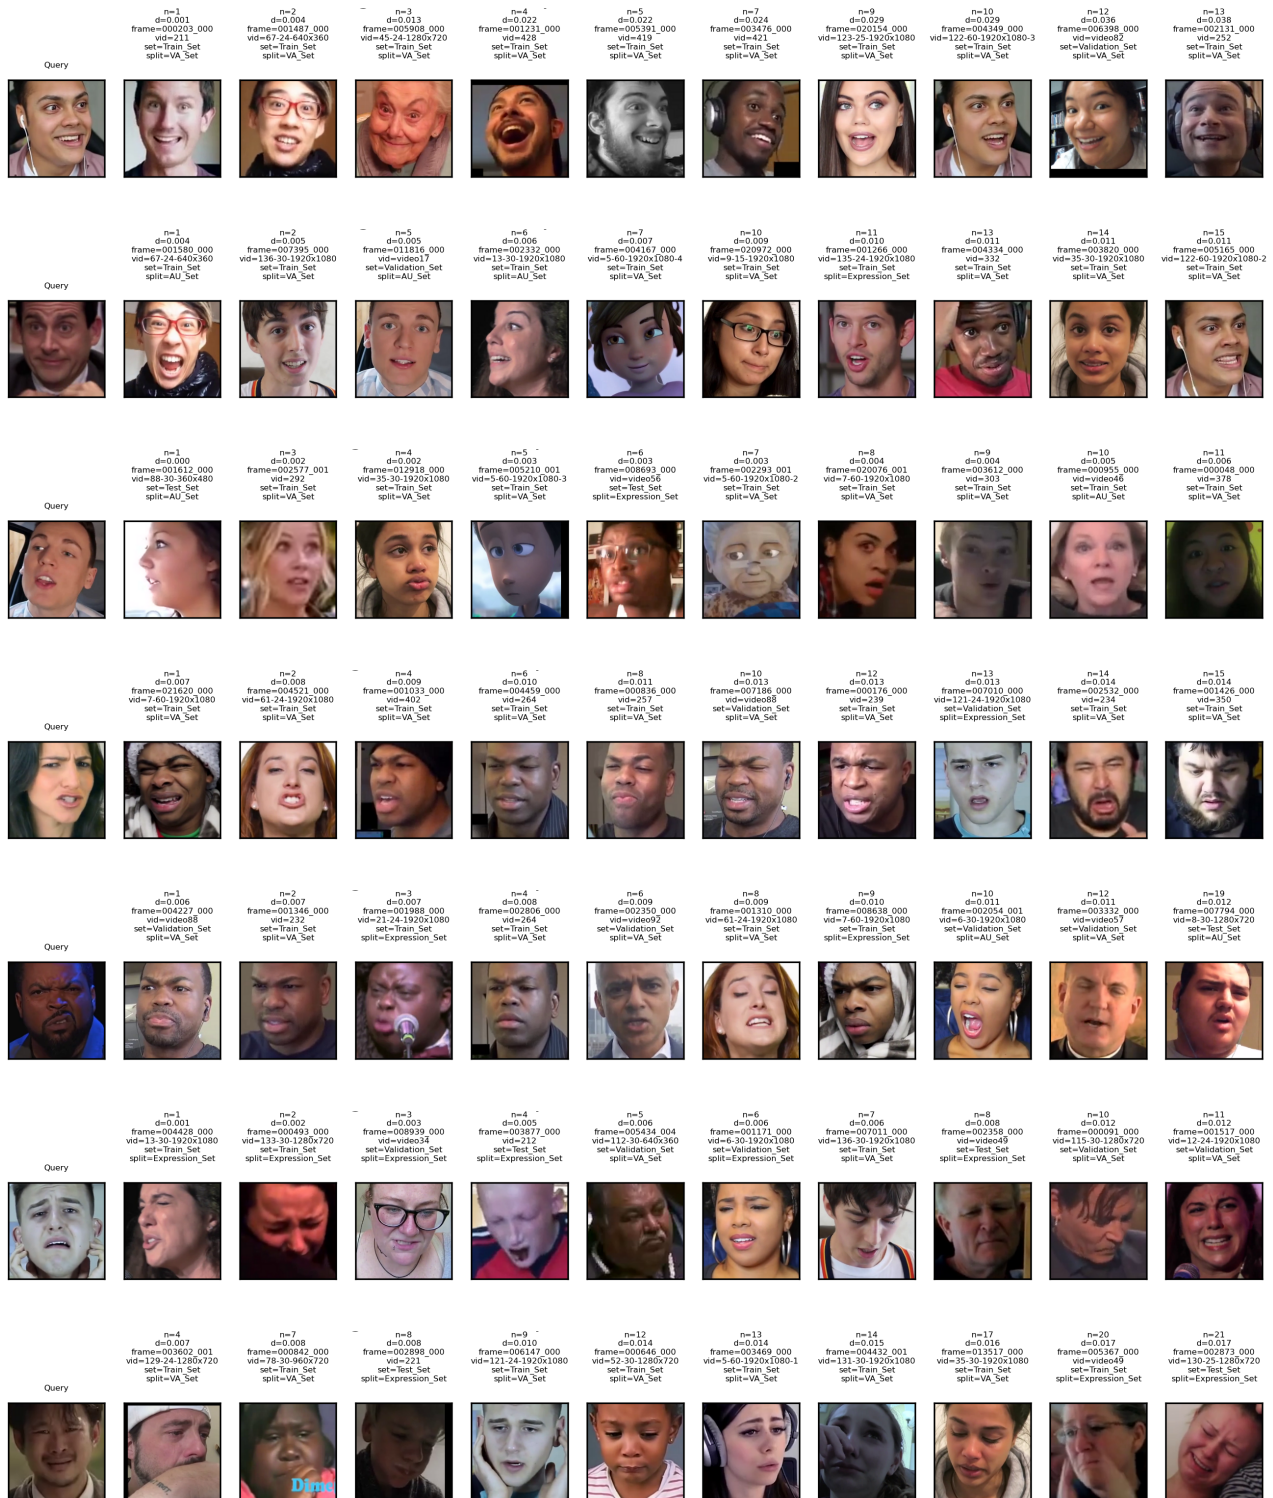 Query
n=1
d=0.001
frame=000203_000
vid=211
set=Train_Set
split=VA_Set
n=2
d=0.004
frame=001487_000
vid=67-24-640x360
set=Train_Set
split=VA_Set
n=3
d=0.013
frame=005908_000
vid=45-24-1280x720
set=Train_Set
split=VA_Set
n=4
d=0.022
frame=001231_000
vid=428
set=Train_Set
split=VA_Set
n=5
d=0.022
frame=005391_000
vid=419
set=Train_Set
split=VA_Set
n=7
d=0.024
frame=003476_000
vid=421
set=Train_Set
split=VA_Set
n=9
d=0.029
frame=020154_000
vid=123-25-1920x1080
set=Train_Set
split=VA_Set
n=10
d=0.029
frame=004349_000
vid=122-60-1920x1080-3
set=Train_Set
split=VA_Set
n=12
d=0.036
frame=006398_000
vid=video82
set=Validation_Set
split=VA_Set
n=13
d=0.038
frame=002131_000
vid=252
set=Train_Set
split=VA_Set
Query
n=1
d=0.004
frame=001580_000
vid=67-24-640x360
set=Train_Set
split=AU_Set
n=2
d=0.005
frame=007395_000
vid=136-30-1920x1080
set=Train_Set
split=VA_Set
n=5
d=0.005
frame=011816_000
vid=video17
set=Validation_Set
split=AU_Set
n=6
d=0.006
frame=002332_000
vid=13-30-1920x1080
set=Train_Set
split=AU_Set
n=7
d=0.007
frame=004167_000
vid=5-60-1920x1080-4
set=Train_Set
split=VA_Set
n=10
d=0.009
frame=020972_000
vid=9-15-1920x1080
set=Train_Set
split=VA_Set
n=11
d=0.010
frame=001266_000
vid=135-24-1920x1080
set=Train_Set
split=Expression_Set
n=13
d=0.011
frame=004334_000
vid=332
set=Train_Set
split=VA_Set
n=14
d=0.011
frame=003820_000
vid=35-30-1920x1080
set=Train_Set
split=VA_Set
n=15
d=0.011
frame=005165_000
vid=122-60-1920x1080-2
set=Train_Set
split=VA_Set
Query
n=1
d=0.000
frame=001612_000
vid=88-30-360x480
set=Test_Set
split=AU_Set
n=3
d=0.002
frame=002577_001
vid=292
set=Train_Set
split=VA_Set
n=4
d=0.002
frame=012918_000
vid=35-30-1920x1080
set=Train_Set
split=VA_Set
n=5
d=0.003
frame=005210_001
vid=5-60-1920x1080-3
set=Train_Set
split=VA_Set
n=6
d=0.003
frame=008693_000
vid=video56
set=Test_Set
split=Expression_Set
n=7
d=0.003
frame=002293_001
vid=5-60-1920x1080-2
set=Train_Set
split=VA_Set
n=8
d=0.004
frame=020076_001
vid=7-60-1920x1080
set=Train_Set
split=VA_Set
n=9
d=0.004
frame=003612_000
vid=303
set=Train_Set
split=VA_Set
n=10
d=0.005
frame=000955_000
vid=video46
set=Train_Set
split=AU_Set
n=11
d=0.006
frame=000048_000
vid=378
set=Train_Set
split=VA_Set
Query
n=1
d=0.007
frame=021620_000
vid=7-60-1920x1080
set=Train_Set
split=VA_Set
n=2
d=0.008
frame=004521_000
vid=61-24-1920x1080
set=Train_Set
split=VA_Set
n=4
d=0.009
frame=001033_000
vid=402
set=Train_Set
split=VA_Set
n=6
d=0.010
frame=004459_000
vid=264
set=Train_Set
split=VA_Set
n=8
d=0.011
frame=000836_000
vid=257
set=Train_Set
split=VA_Set
n=10
d=0.013
frame=007186_000
vid=video88
set=Validation_Set
split=VA_Set
n=12
d=0.013
frame=000176_000
vid=239
set=Train_Set
split=VA_Set
n=13
d=0.013
frame=007010_000
vid=121-24-1920x1080
set=Validation_Set
split=Expression_Set
n=14
d=0.014
frame=002532_000
vid=234
set=Train_Set
split=VA_Set
n=15
d=0.014
frame=001426_000
vid=350
set=Train_Set
split=VA_Set
Query
n=1
d=0.006
frame=004227_000
vid=video88
set=Validation_Set
split=VA_Set
n=2
d=0.007
frame=001346_000
vid=232
set=Train_Set
split=VA_Set
n=3
d=0.007
frame=001988_000
vid=21-24-1920x1080
set=Train_Set
split=Expression_Set
n=4
d=0.008
frame=002806_000
vid=264
set=Train_Set
split=VA_Set
n=6
d=0.009
frame=002350_000
vid=video92
set=Validation_Set
split=VA_Set
n=8
d=0.009
frame=001310_000
vid=61-24-1920x1080
set=Train_Set
split=VA_Set
n=9
d=0.010
frame=008638_000
vid=7-60-1920x1080
set=Train_Set
split=Expression_Set
n=10
d=0.011
frame=002054_001
vid=6-30-1920x1080
set=Validation_Set
split=AU_Set
n=12
d=0.011
frame=003332_000
vid=video57
set=Validation_Set
split=VA_Set
n=19
d=0.012
frame=007794_000
vid=8-30-1280x720
set=Test_Set
split=AU_Set
Query
n=1
d=0.001
frame=004428_000
vid=13-30-1920x1080
set=Train_Set
split=Expression_Set
n=2
d=0.002
frame=000493_000
vid=133-30-1280x720
set=Train_Set
split=Expression_Set
n=3
d=0.003
frame=008939_000
vid=video34
set=Validation_Set
split=Expression_Set
n=4
d=0.005
frame=003877_000
vid=212
set=Test_Set
split=Expression_Set
n=5
d=0.006
frame=005434_004
vid=112-30-640x360
set=Validation_Set
split=VA_Set
n=6
d=0.006
frame=001171_000
vid=6-30-1920x1080
set=Validation_Set
split=Expression_Set
n=7
d=0.006
frame=007011_000
vid=136-30-1920x1080
set=Train_Set
split=VA_Set
n=8
d=0.008
frame=002358_000
vid=video49
set=Test_Set
split=Expression_Set
n=10
d=0.012
frame=000091_000
vid=115-30-1280x720
set=Validation_Set
split=VA_Set
n=11
d=0.012
frame=001517_000
vid=12-24-1920x1080
set=Validation_Set
split=VA_Set
Query
n=4
d=0.007
frame=003602_001
vid=129-24-1280x720
set=Train_Set
split=VA_Set
n=7
d=0.008
frame=000842_000
vid=78-30-960x720
set=Train_Set
split=VA_Set
Dime
n=8
d=0.008
frame=002898_000
vid=221
set=Test_Set
split=Expression_Set
n=9
d=0.010
frame=006147_000
vid=121-24-1920x1080
set=Train_Set
split=VA_Set
n=12
d=0.014
frame=000646_000
vid=52-30-1280x720
set=Train_Set
split=VA_Set
n=13
d=0.014
frame=003469_000
vid=5-60-1920x1080-1
set=Train_Set
split=VA_Set
n=14
d=0.015
frame=004432_001
vid=131-30-1920x1080
set=Train_Set
split=VA_Set
n=17
d=0.016
frame=013517_000
vid=35-30-1920x1080
set=Train_Set
split=VA_Set
n=20
d=0.017
frame=005367_000
vid=video49
set=Train_Set
split=Expression_Set
n=21
d=0.017
frame=002873_000
vid=130-25-1280x720
set=Test_Set
split=Expression_Set